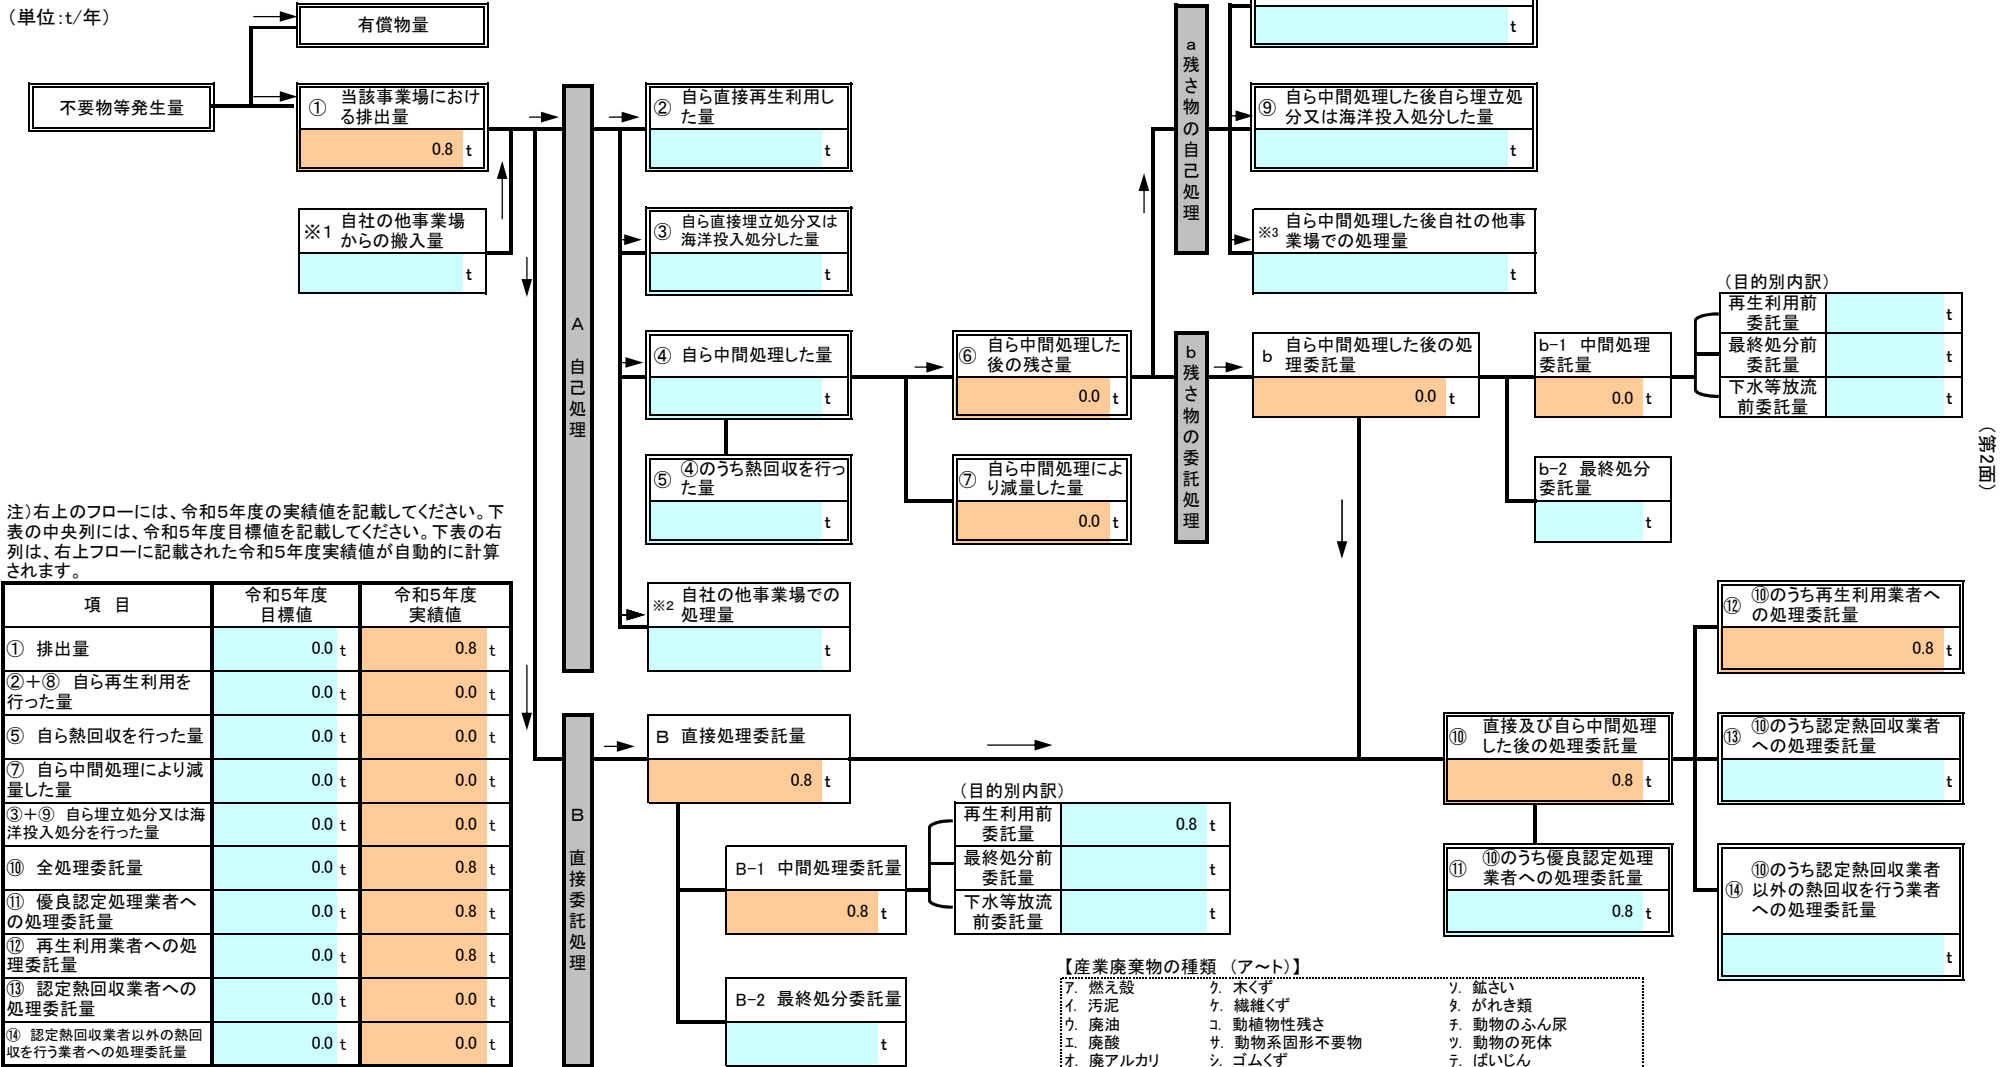 （単位:t/年）
有償物量
不要物等発生量
① 当該事業場におけ
る排出量
0.8 t
※1 自社の他事業場
からの搬入量
t
A 自己処理
② 自ら直接再生利用し
た量
t
③ 自ら直接埋立処分又は
海洋投入処分した量
t
④ 自ら中間処理した量
t
⑤ ④のうち熱回収を行っ
た量
t
※2 自社の他事業場での
処理量
t
⑥ 自ら中間処理した
後の残さ量
0.0 t
⑦ 自ら中間処理によ
り減量した量
0.0 t
a残さ物の自己処理
t
⑨ 自ら中間処理した後自ら埋立処
分又は海洋投入処分した量
t
※3 自ら中間処理した後自社の他事
業場での処理量
t
b残さ物の委託処理
b 自ら中間処理した後の処
理委託量
0.0 t
b-1 中間処理
委託量
0.0 t
b-2 最終処分
委託量
t
（目的別内訳）
再生利用前
委託量
t
最終処分前
委託量
t
下水等放流
前委託量
t
（第2面）
注）右上のフローには、令和5年度の実績値を記載してください。下
表の中央列には、令和5年度目標値を記載してください。下表の右
列は、右上フローに記載された令和5年度実績値が自動的に計算
されます。
項 目 令和5年度 令和5年度
目標値 実績値
① 排出量 0.0 t 0.8 t
②＋⑧ 自ら再生利用を
行った量 0.0 t 0.0 t
⑤ 自ら熱回収を行った量 0.0 t 0.0 t
⑦ 自ら中間処理により減
量した量 0.0 t 0.0 t
③＋⑨ 自ら埋立処分又は海
洋投入処分を行った量 0.0 t 0.0 t
⑩ 全処理委託量 0.0 t 0.8 t
⑪ 優良認定処理業者へ
の処理委託量 0.0 t 0.8 t
⑫ 再生利用業者への処
理委託量 0.0 t 0.8 t
⑬ 認定熱回収業者への
処理委託量 0.0 t 0.0 t
⑭ 認定熱回収業者以外の熱回
収を行う業者への処理委託量 0.0 t 0.0 t
B 直接委託処理
B 直接処理委託量
0.8 t
B-1 中間処理委託量
0.8 t
B-2 最終処分委託量
t
（目的別内訳）
再生利用前
委託量
0.8 t
最終処分前
委託量
t
下水等放流
前委託量
t
⑩ 直接及び自ら中間処理
した後の処理委託量
0.8 t
⑪ ⑩のうち優良認定処理
業者への処理委託量
0.8 t
⑫ ⑩のうち再生利用業者へ
の処理委託量
0.8 t
⑬ ⑩のうち認定熱回収業者
への処理委託量
t
⑭ ⑩のうち認定熱回収業者
以外の熱回収を行う業者
への処理委託量
t
【産業廃棄物の種類 （ア～ト）】
ア. 燃え殻 ク. 木くず ソ. 鉱さい
イ. 汚泥 ケ. 繊維くず タ. がれき類
ウ. 廃油 コ. 動植物性残さ チ. 動物のふん尿
エ. 廃酸 サ. 動物系固形不要物 ツ. 動物の死体
オ. 廃アルカリ シ. ゴムくず テ. ばいじん